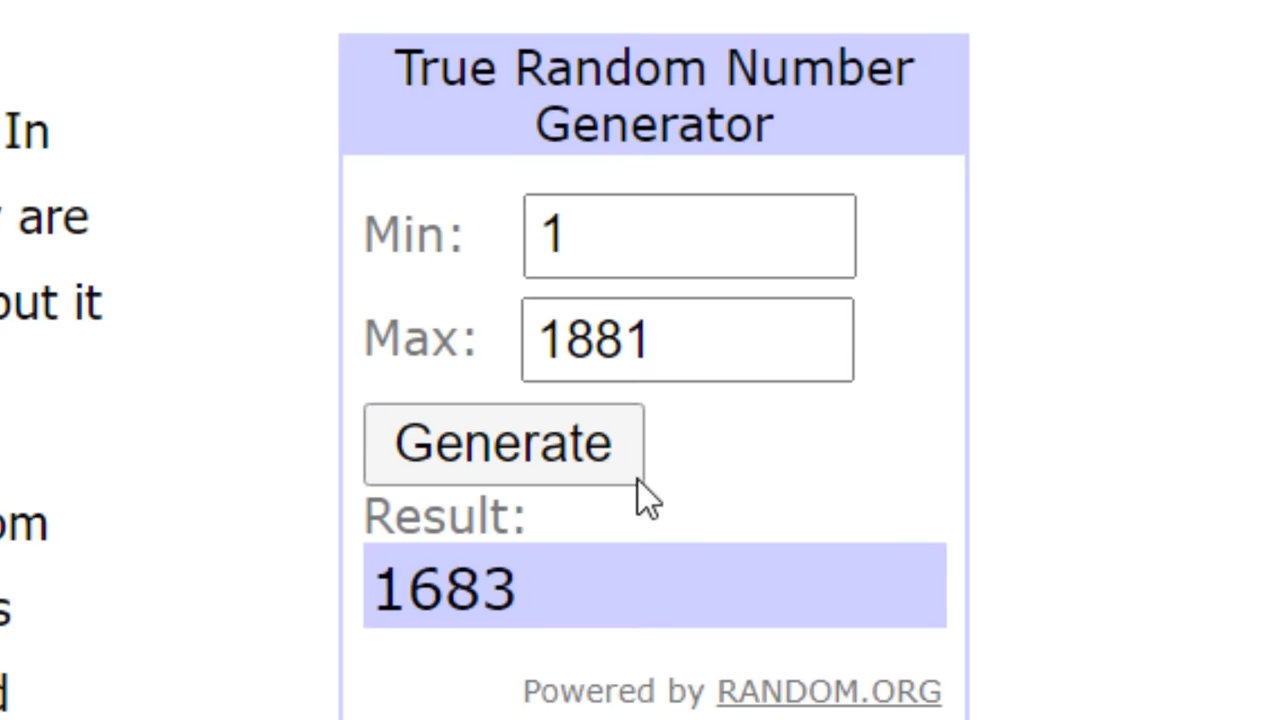 In
are
out it
om
s
d
True Random Number
Generator
Min: 1
Max: 1881
Generate
Result:
1683
Powered by RANDOM.ORG